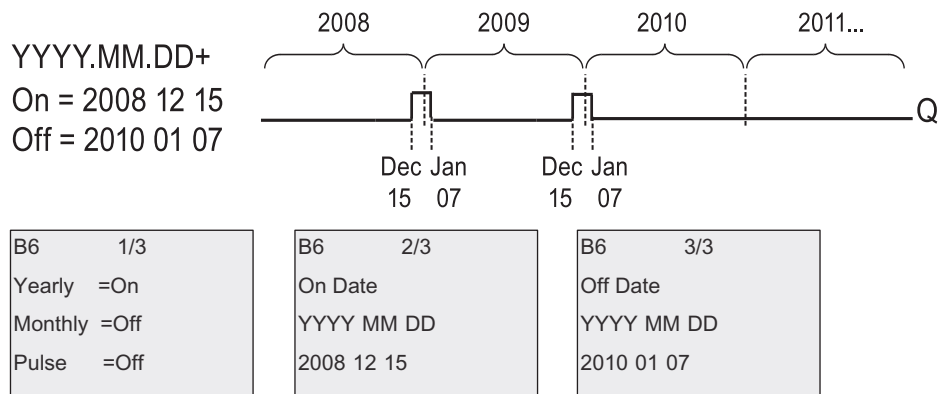 2008 2009 2010 2011...
YYYY.MM.DD+
On = 2008 12 15
Off = 2010 01 07
Q
Dec Jan Dec Jan
15 07 15 07
B6 1/3
Yearly =On
Monthly =Off
Pulse =Off
B6 2/3
On Date
YYYY MM DD
2008 12 15
B6 3/3
Off Date
YYYY MM DD
2010 01 07